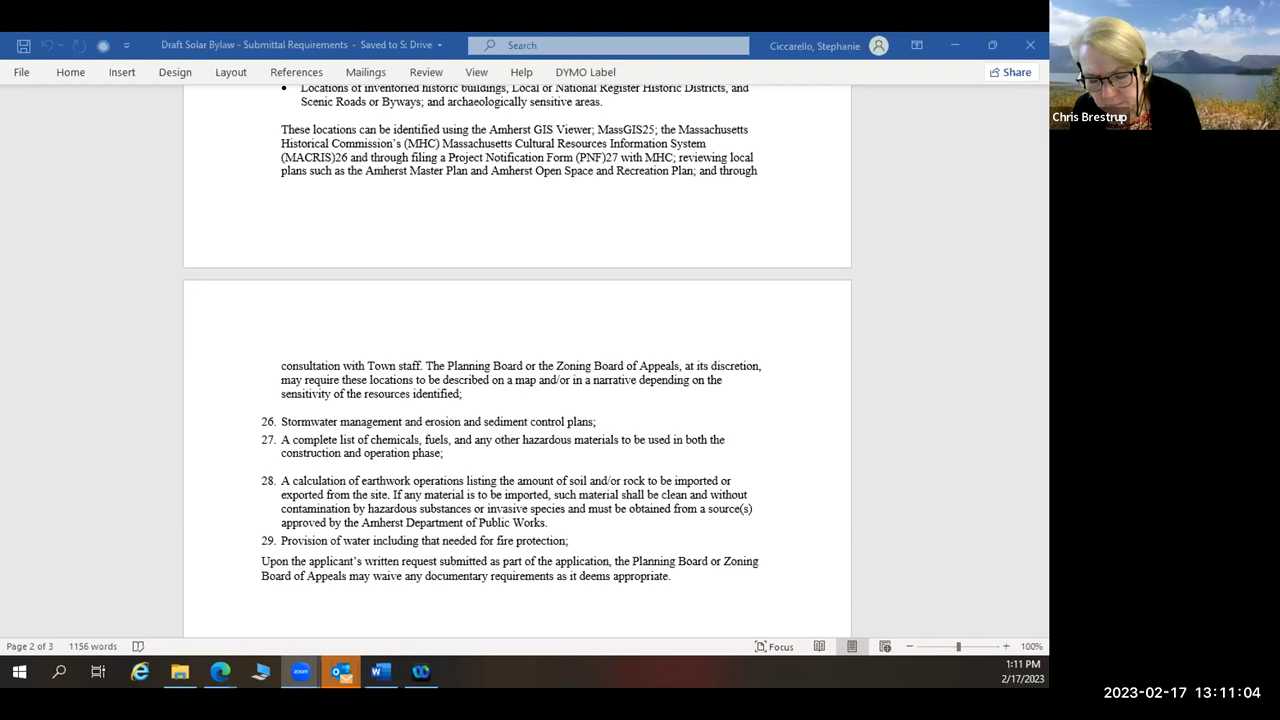 Draft Solar Bylaw - Submittal Requirements - Saved to S: Drive
Search
Ciccarello, Stephanie
File Home Insert Design Layout References Mailings Review View Help DYMO Label Share
• Locations of inventoried historic buildings, Local or National Register Historic Districts, and
Scenic Roads or Byways; and archaeologically sensitive areas.
These locations can be identified using the Amherst GIS Viewer; MassGIS25; the Massachusetts
Historical Commission's (MHC) Massachusetts Cultural Resources Information System
(MACRIS)26 and through filing a Project Notification Form (PNF)27 with MHC; reviewing local
plans such as the Amherst Master Plan and Amherst Open Space and Recreation Plan; and through
consultation with Town staff. The Planning Board or the Zoning Board of Appeals, at its discretion,
may require these locations to be described on a map and/or in a narrative depending on the
sensitivity of the resources identified;
26. Stormwater management and erosion and sediment control plans;
27. A complete list of chemicals, fuels, and any other hazardous materials to be used in both the
construction and operation phase;
28. A calculation of earthwork operations listing the amount of soil and/or rock to be imported or
exported from the site. If any material is to be imported, such material shall be clean and without
contamination by hazardous substances or invasive species and must be obtained from a source(s)
approved by the Amherst Department of Public Works.
29. Provision of water including that needed for fire protection;
Upon the applicant's written request submitted as part of the application, the Planning Board or Zoning
Board of Appeals may waive any documentary requirements as it deems appropriate.
Page 2 of 3 1156 words Focus 100%
zoom
1:11 PM
2/17/2023
Chris Brestrup
2023-02-17 13:11:04